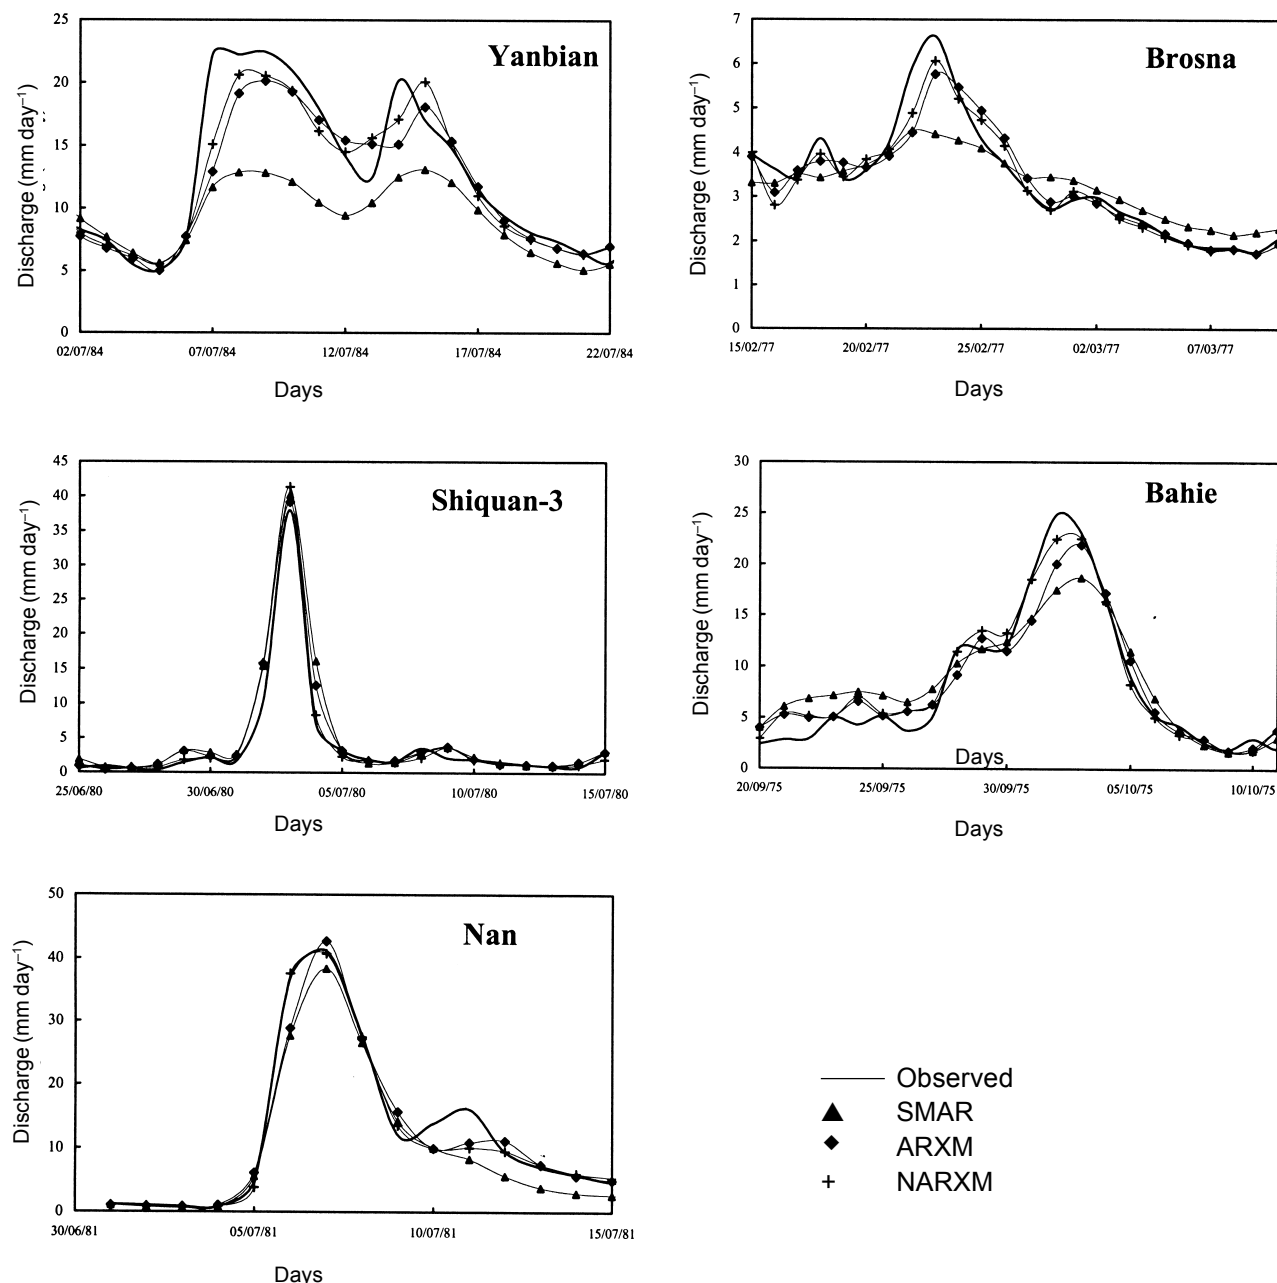 Yanbian
Discharge (mm day⁻¹)
25
20
15
10
5
0
02/07/84 07/07/84 12/07/84 17/07/84 22/07/84
Days
Brosna
Discharge (mm day⁻¹)
7
6
5
4
3
2
1
0
15/02/77 20/02/77 25/02/77 02/03/77 07/03/77
Days
Shiquan-3
Discharge (mm day⁻¹)
45
40
35
30
25
20
15
10
5
0
25/06/80 30/06/80 05/07/80 10/07/80 15/07/80
Days
Bahie
Discharge (mm day⁻¹)
30
25
20
15
10
5
0
Days
20/09/75 25/09/75 30/09/75 05/10/75 10/10/75
Days
Nan
Discharge (mm day⁻¹)
50
40
30
20
10
0
30/06/81 05/07/81 10/07/81 15/07/81
Days
Observed
SMAR
ARXM
NARXM